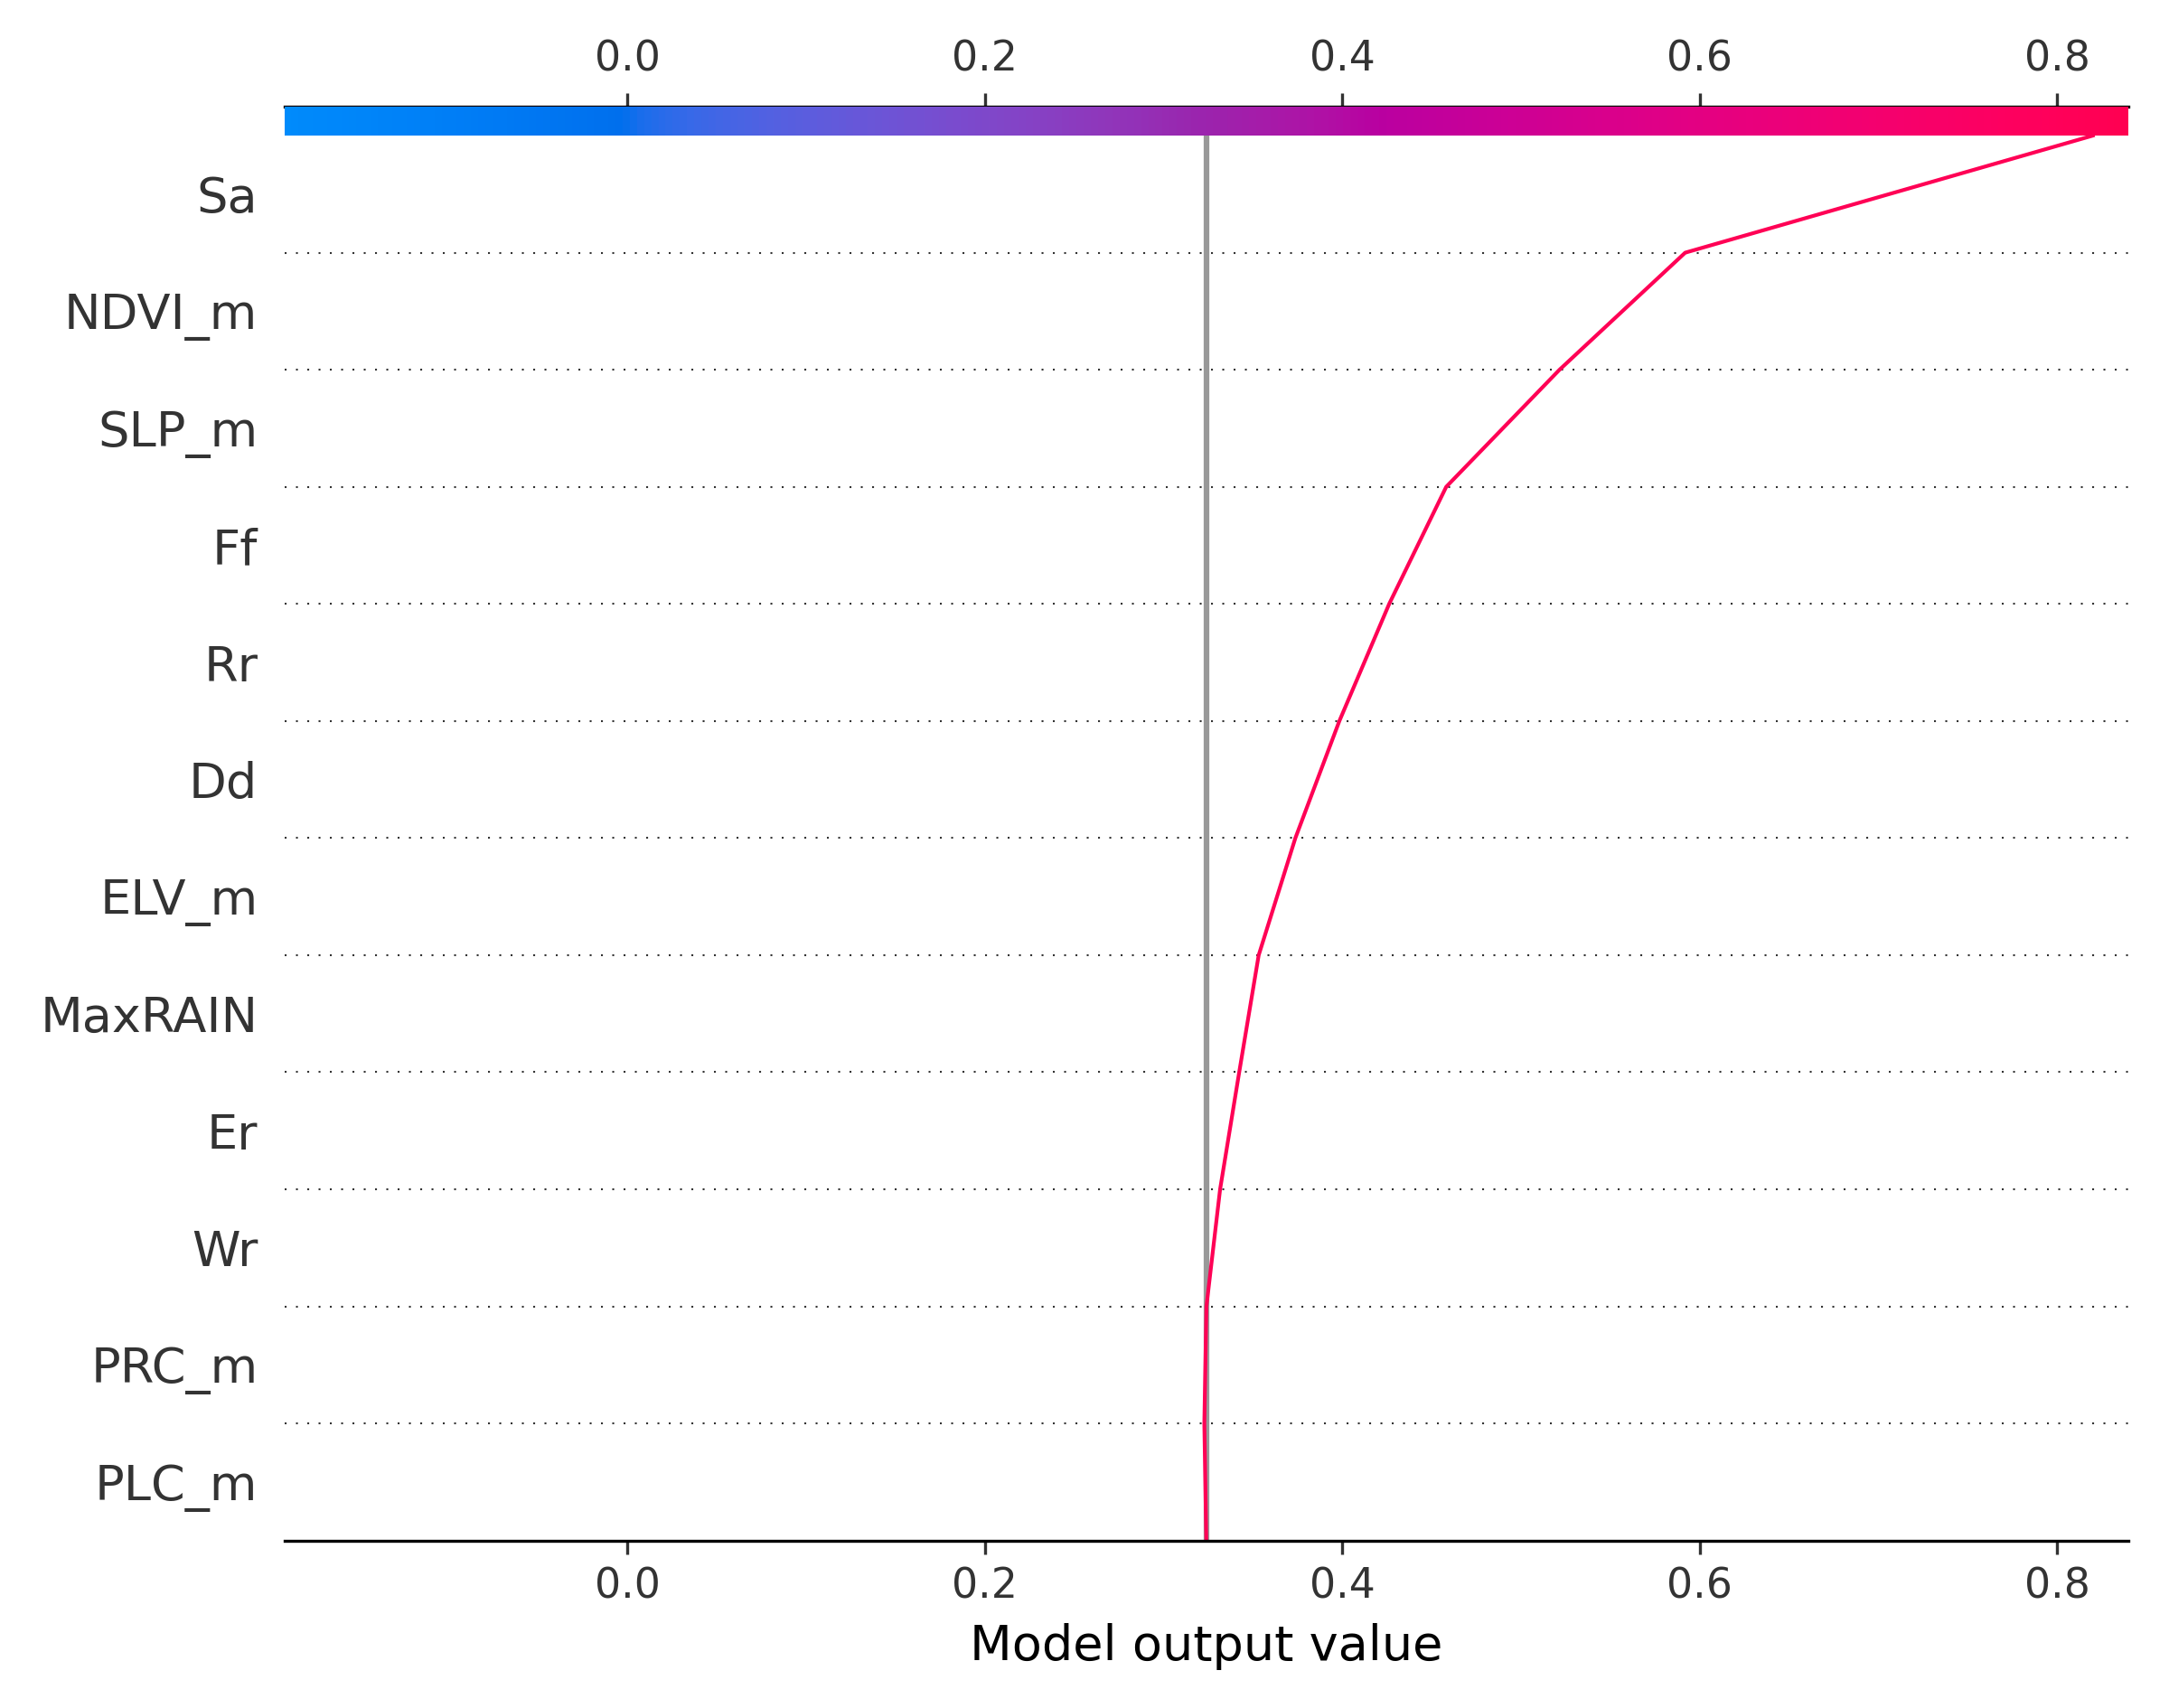 0.0 0.2 0.4 0.6 0.8
Sa
NDVI_m
SLP_m
Ff
Rr
Dd
ELV_m
MaxRAIN
Er
Wr
PRC_m
PLC_m
0.0 0.2 0.4 0.6 0.8
Model output value